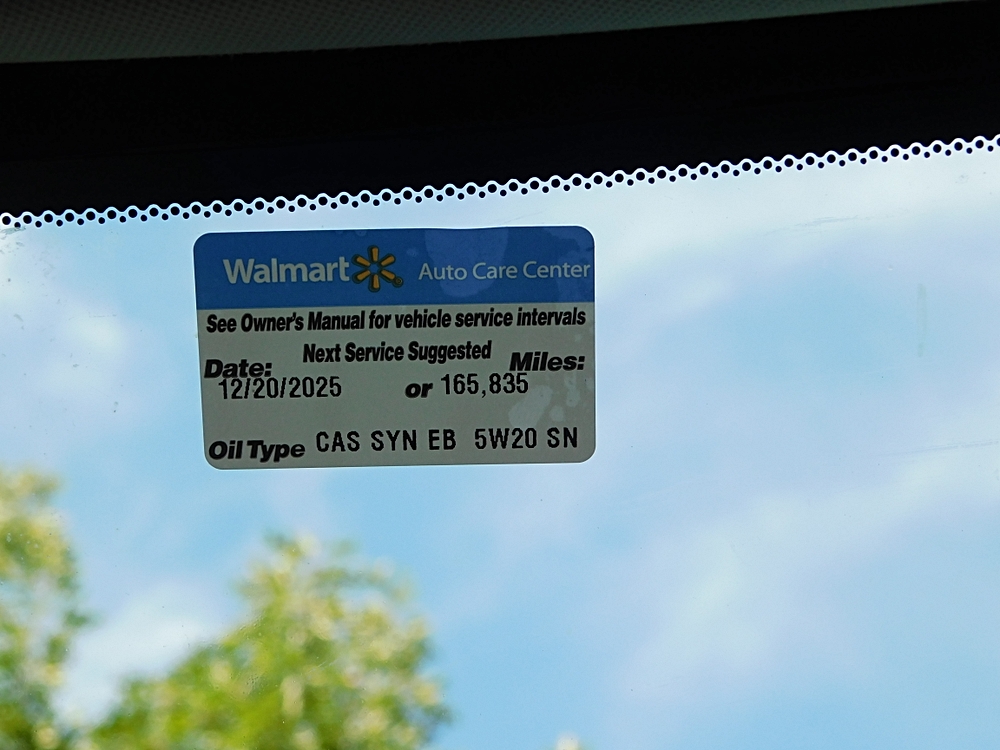 Walmart Auto Care Center
See Owner's Manual for vehicle service intervals
Next Service Suggested
Date: Miles:
12/20/2025 or 165,835
Oil Type CAS SYN EB 5W20 SN